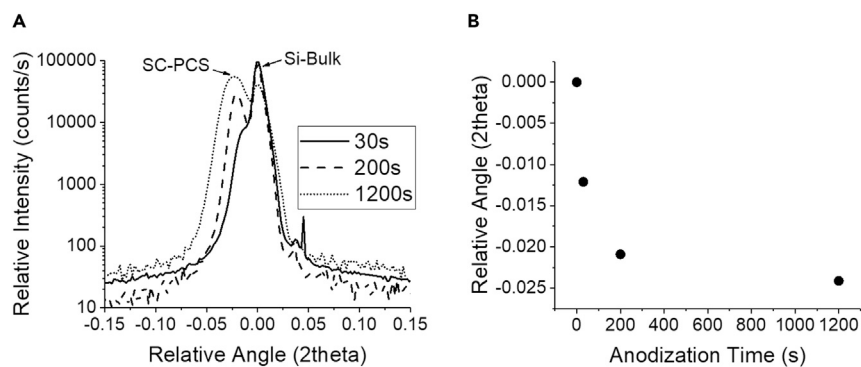 A
Relative Intensity (counts/s)
100000
10000
1000
100
10
SC-PCS
Si-Bulk
30s
200s
1200s
-0.15 -0.10 -0.05 0.00 0.05 0.10 0.15
Relative Angle (2theta)
B
Relative Angle (2theta)
0.000
-0.005
-0.010
-0.015
-0.020
-0.025
0 200 400 600 800 1000 1200
Anodization Time (s)